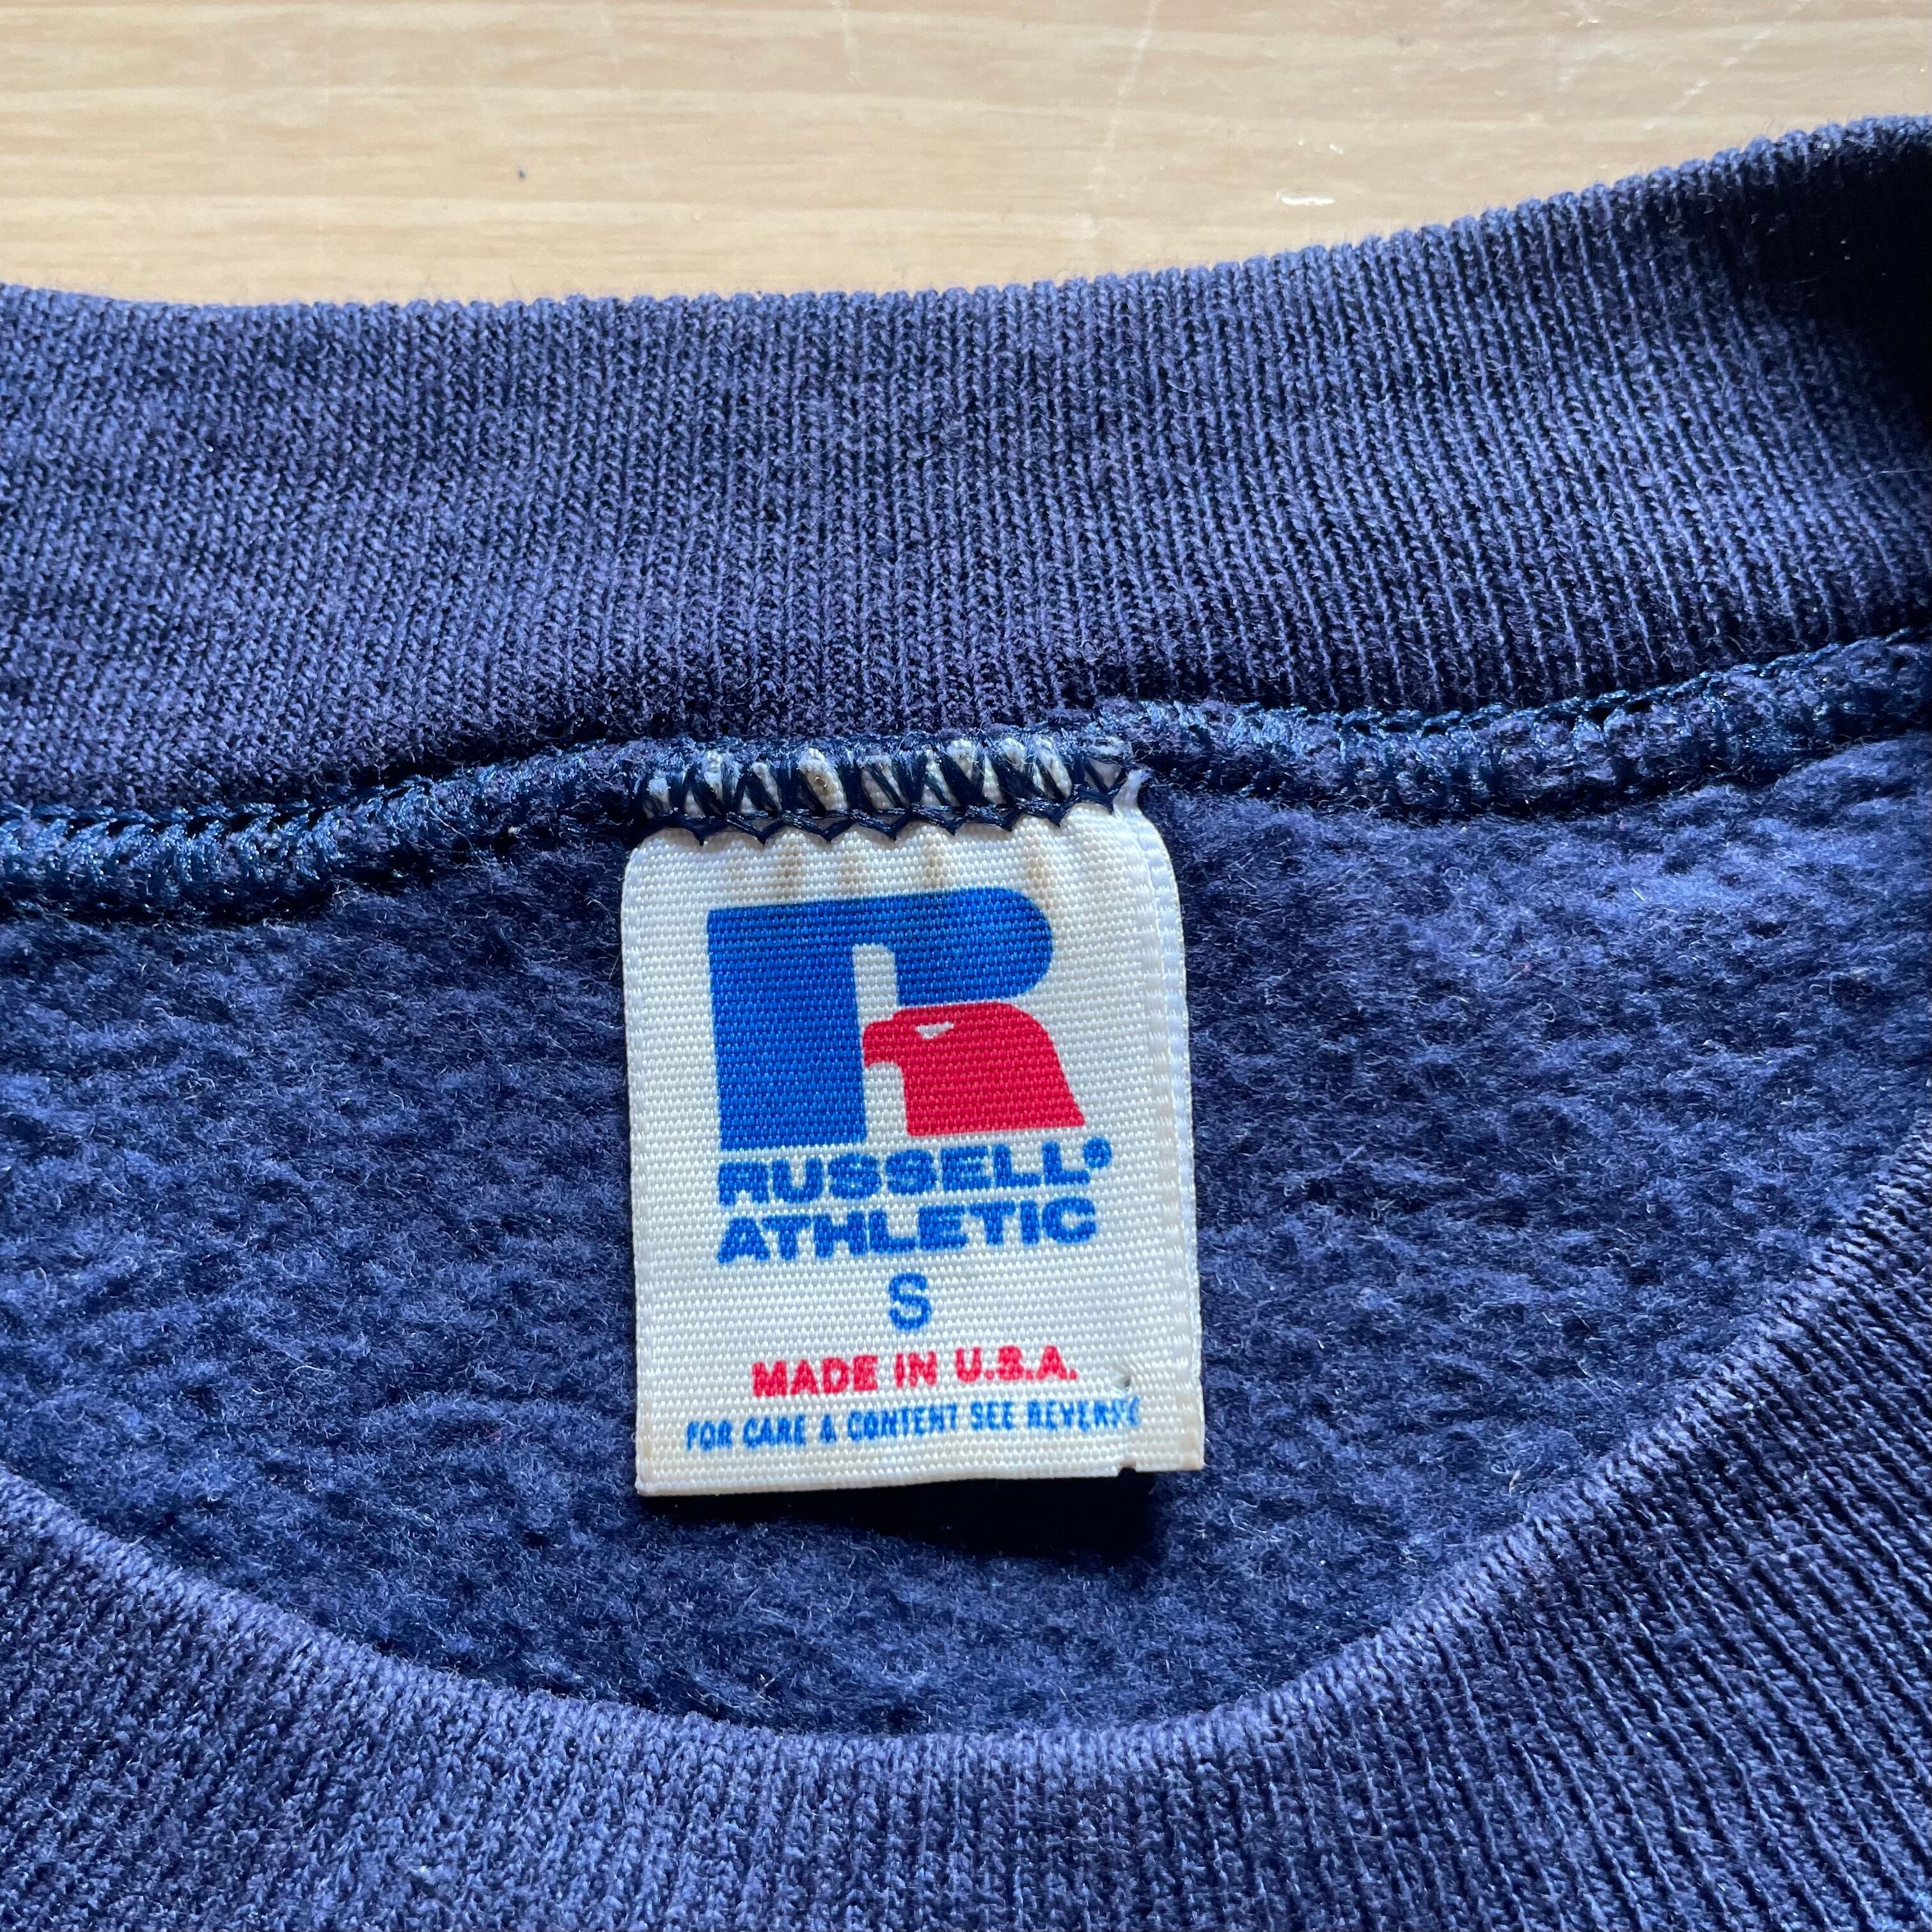 R
RUSSELL®
ATHLETIC
S
MADE IN U.S.A.
FOR CARE & CONTENT SEE REVERSE